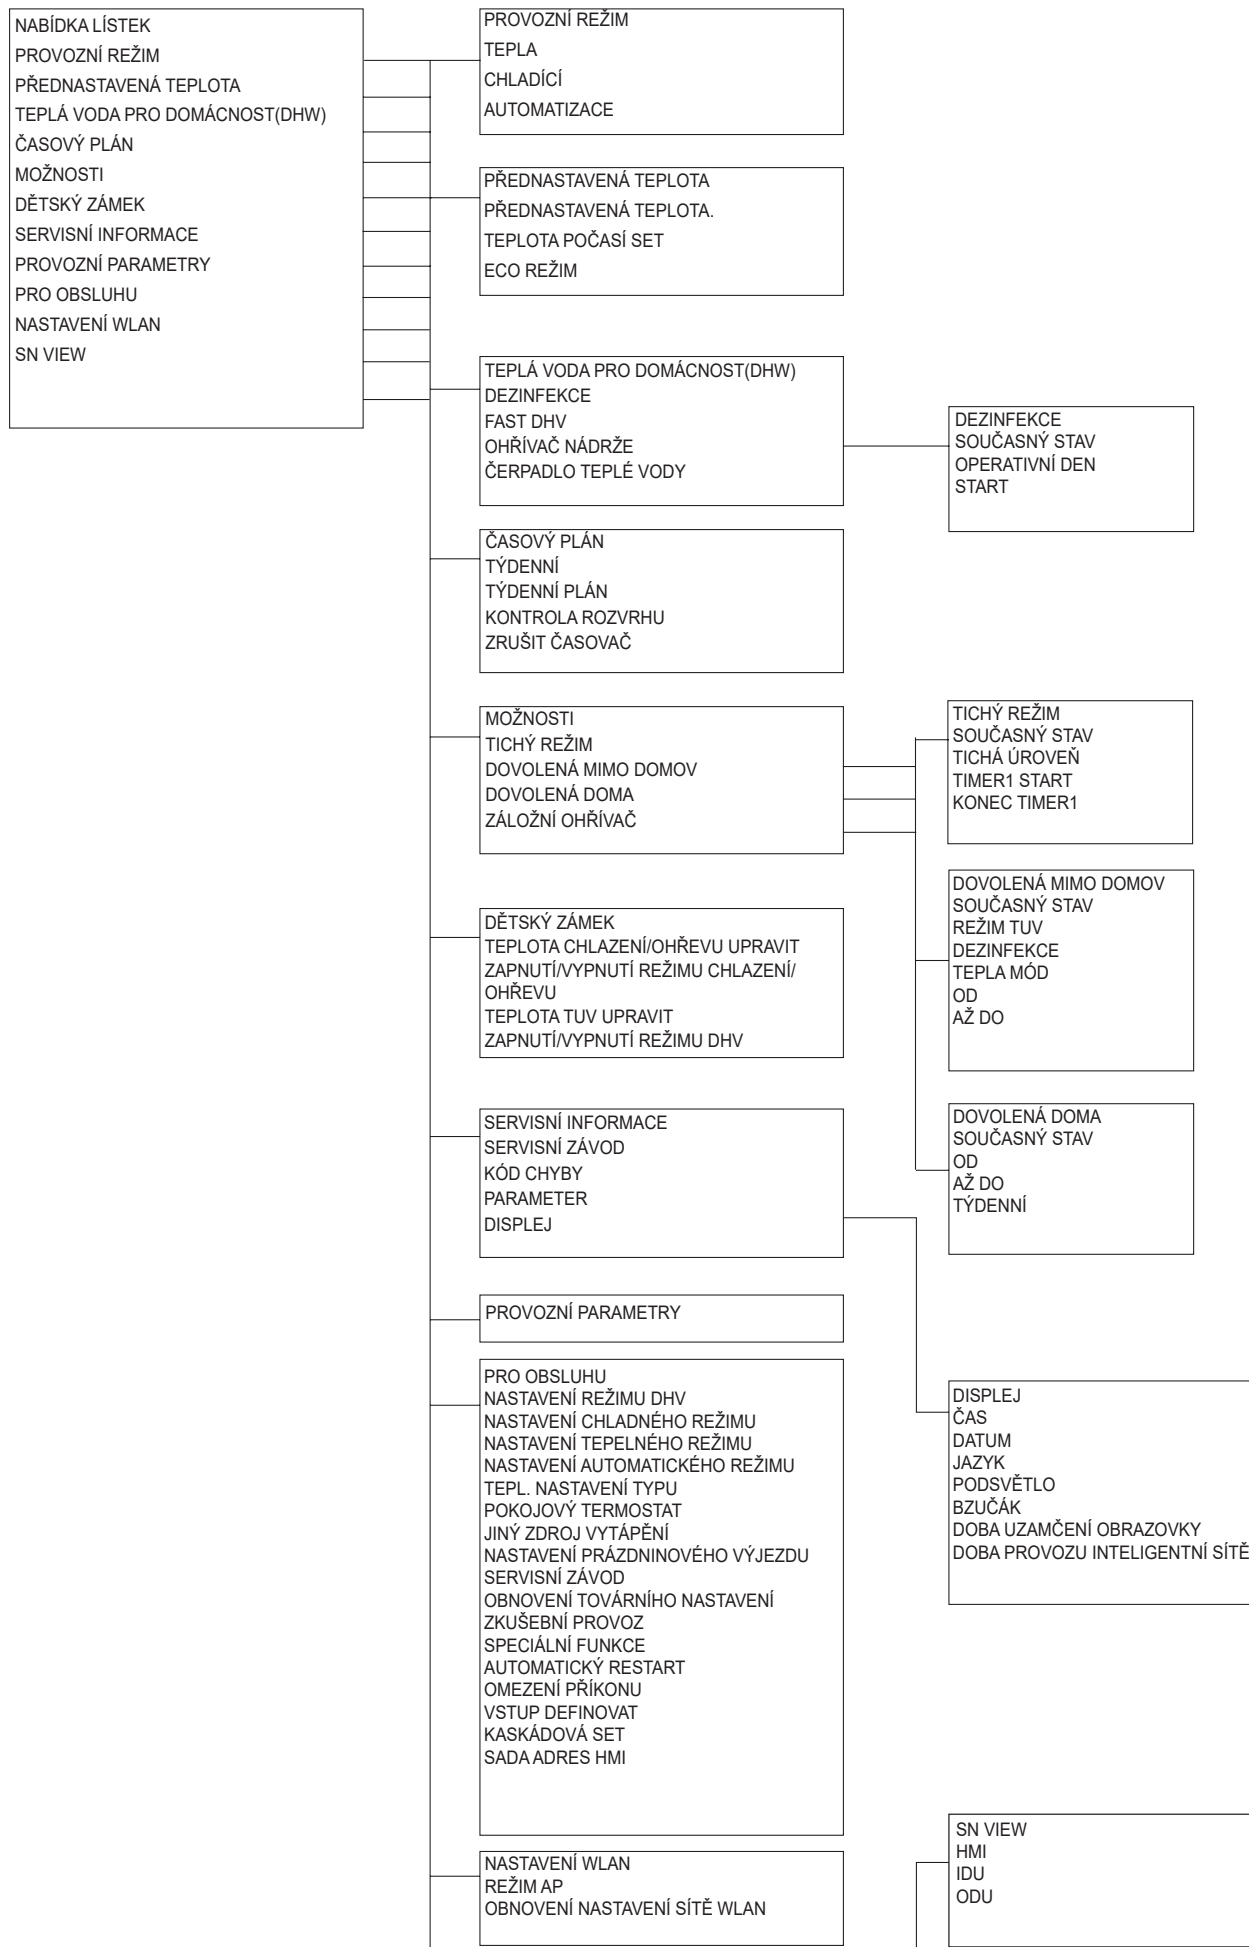 NABÍDKA LÍSTEK
PROVOZNÍ REŽIM
PŘEDNASTAVENÁ TEPLOTA
TEPLÁ VODA PRO DOMÁCNOST(DHW)
ČASOVÝ PLÁN
MOŽNOSTI
DĚTSKÝ ZÁMEK
SERVISNÍ INFORMACE
PROVOZNÍ PARAMETRY
PRO OBSLUHU
NASTAVENÍ WLAN
SN VIEW
PROVOZNÍ REŽIM
TEPLA
CHLADÍCÍ
AUTOMATIZACE
PŘEDNASTAVENÁ TEPLOTA
PŘEDNASTAVENÁ TEPLOTA.
TEPLOTA POČASÍ SET
ECO REŽIM
TEPLÁ VODA PRO DOMÁCNOST(DHW)
DEZINFEKCE
FAST DHV
OHŘÍVAČ NÁDRŽE
ČERPADLO TEPLÉ VODY
DEZINFEKCE
SOUČASNÝ STAV
OPERATIVNÍ DEN
START
ČASOVÝ PLÁN
TÝDENNÍ
TÝDENNÍ PLÁN
KONTROLA ROZVRHU
ZRUŠIT ČASOVAČ
MOŽNOSTI
TICHÝ REŽIM
DOVOLENÁ MIMO DOMOV
DOVOLENÁ DOMA
ZÁLOŽNÍ OHŘÍVAČ
TICHÝ REŽIM
SOUČASNÝ STAV
TICHÁ ÚROVEŇ
TIMER1 START
KONEC TIMER1
DOVOLENÁ MIMO DOMOV
SOUČASNÝ STAV
REŽIM TUV
DEZINFEKCE
TEPLA MÓD
OD
AŽ DO
DOVOLENÁ DOMA
SOUČASNÝ STAV
OD
AŽ DO
TÝDENNÍ
DĚTSKÝ ZÁMEK
TEPLOTA CHLAZENÍ/OHŘEVU UPRAVIT
ZAPNUTÍ/VYPNUTÍ REŽIMU CHLAZENÍ/
OHŘEVU
TEPLOTA TUV UPRAVIT
ZAPNUTÍ/VYPNUTÍ REŽIMU DHV
SERVISNÍ INFORMACE
SERVISNÍ ZÁVOD
KÓD CHYBY
PARAMETER
DISPLEJ
PROVOZNÍ PARAMETRY
PRO OBSLUHU
NASTAVENÍ REŽIMU DHV
NASTAVENÍ CHLADNÉHO REŽIMU
NASTAVENÍ TEPELNÉHO REŽIMU
NASTAVENÍ AUTOMATICKÉHO REŽIMU
TEPL. NASTAVENÍ TYPU
POKOJOVÝ TERMOSTAT
JINÝ ZDROJ VYTÁPĚNÍ
NASTAVENÍ PRÁZDNINOVÉHO VÝJEZDU
SERVISNÍ ZÁVOD
OBNOVENÍ TOVÁRNÍHO NASTAVENÍ
ZKUŠEBNÍ PROVOZ
SPECIÁLNÍ FUNKCE
AUTOMATICKÝ RESTART
OMEZENÍ PŘÍKONU
VSTUP DEFINOVAT
KASKÁDOVÁ SET
SADA ADRES HMI
DISPLEJ
ČAS
DATUM
JAZYK
PODSVĚTLO
BZUČÁK
DOBA UZAMČENÍ OBRAZOVKY
DOBA PROVOZU INTELIGENTNÍ SÍTĚ
NASTAVENÍ WLAN
REŽIM AP
OBNOVENÍ NASTAVENÍ SÍTĚ WLAN
SN VIEW
HMI
IDU
ODU